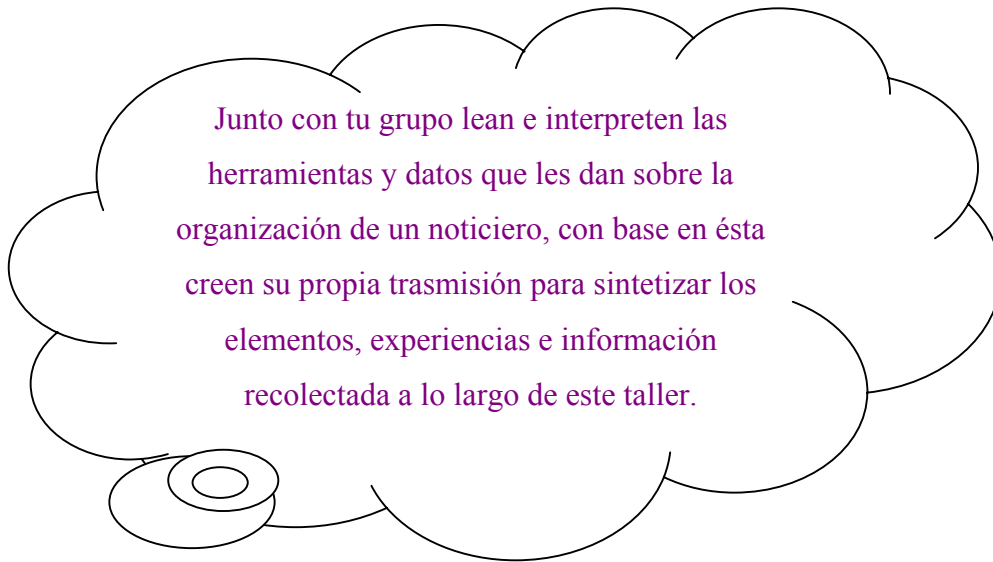 Junto con tu grupo lean e interpreten las
herramientas y datos que les dan sobre la
organización de un noticiero, con base en ésta
creen su propia trasmisión para sintetizar los
elementos, experiencias e información
recolectada a lo largo de este taller.